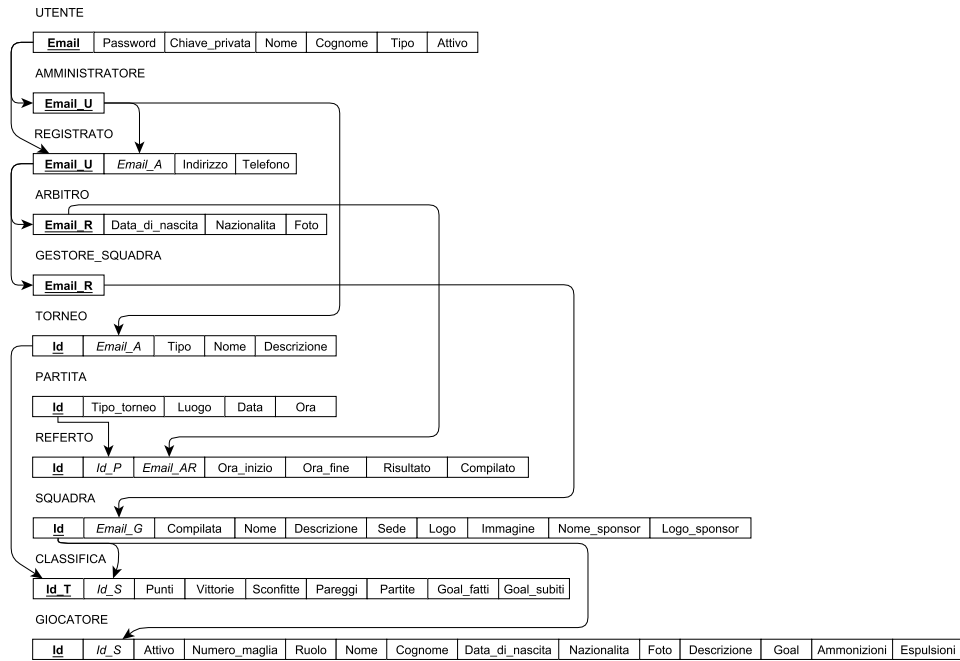 UTENTE
Email Password Chiave_privata Nome Cognome Tipo Attivo
AMMINISTRATORE
Email_U
REGISTRATO
Email_U Email_A Indirizzo Telefono
ARBITRO
Email_R Data_di_nascita Nazionalita Foto
GESTORE_SQUADRA
Email_R
TORNEO
Id Email_A Tipo Nome Descrizione
PARTITA
Id Tipo_torneo Luogo Data Ora
REFERTO
Id Id_P Email_AR Ora_inizio Ora_fine Risultato Compilato
SQUADRA
Id Email_G Compilata Nome Descrizione Sede Logo Immagine Nome_sponsor Logo_sponsor
CLASSIFICA
Id_T Id_S Punti Vittorie Sconfitte Pareggi Partite Goal_fatti Goal_subiti
GIOCATORE
Id Id_S Attivo Numero_maglia Ruolo Nome Cognome Data_di_nascita Nazionalita Foto Descrizione Goal Ammonizioni Espulsioni